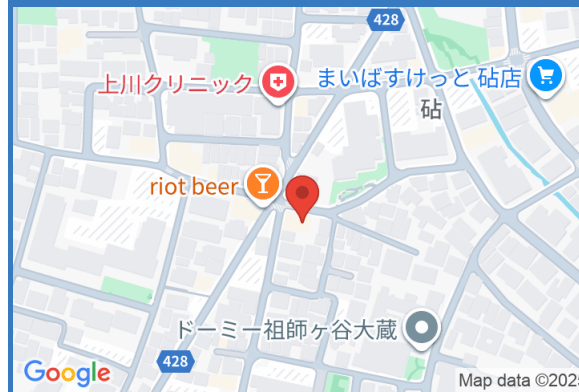 428
上川クリニック
まいばすけっと 砧店
砧
riot beer
ドーミー祖師ヶ谷大蔵
428
Google
Map data ©202